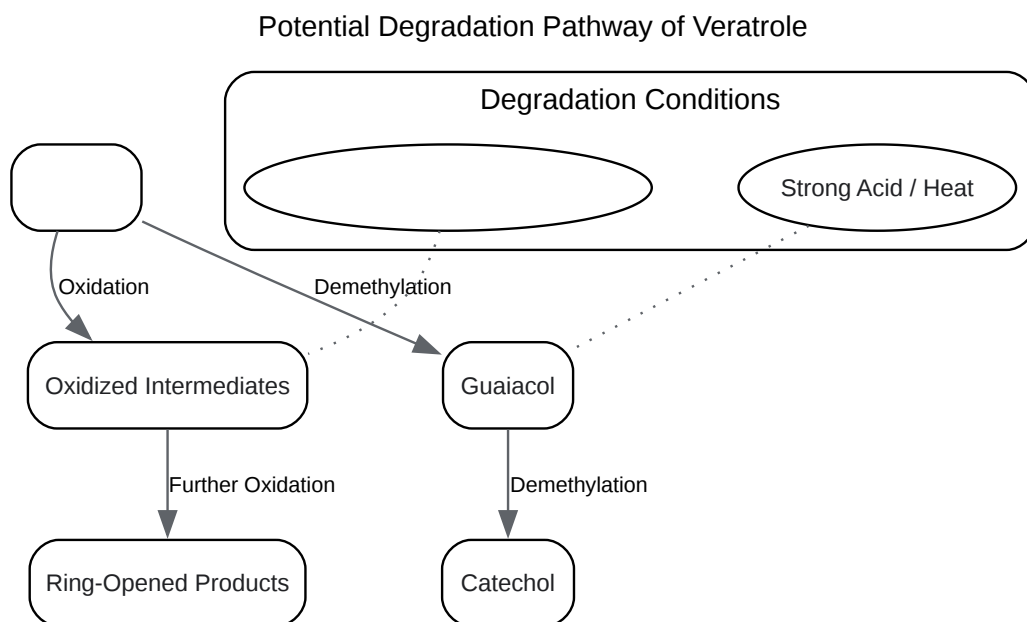 Potential Degradation Pathway of Veratrole
Degradation Conditions
Strong Acid / Heat
Oxidation
Demethylation
Oxidized Intermediates
Guaiacol
Further Oxidation
Demethylation
Ring-Opened Products
Catechol